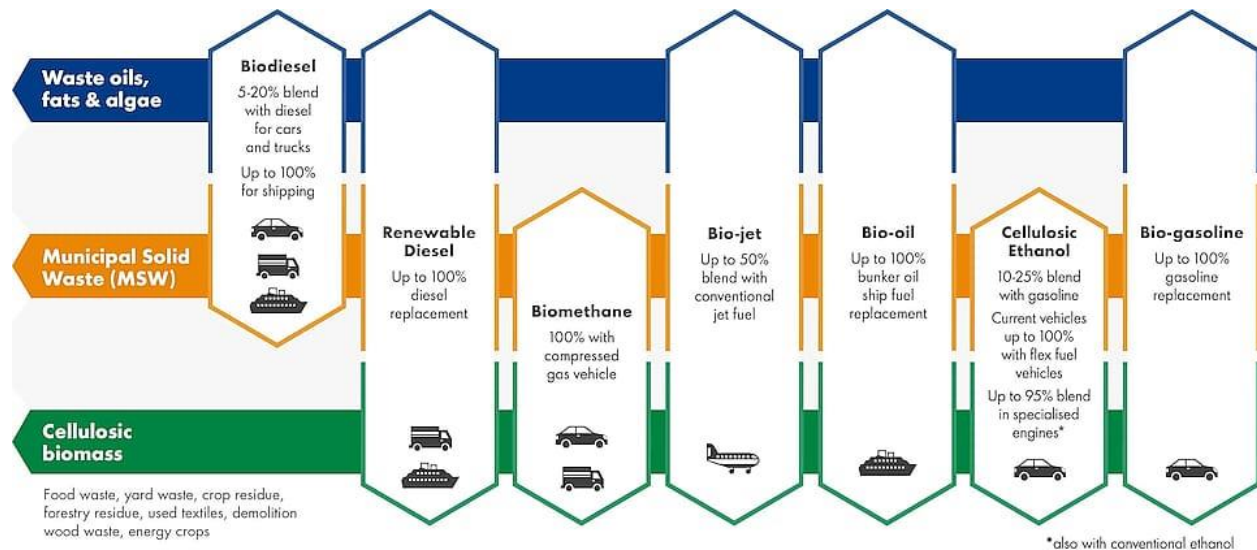 Waste oils,
fats & algae
Biodiesel
5-20% blend
with diesel
for cars
and trucks
Up to 100%
for shipping
Municipal Solid
Waste (MSW)
Renewable
Diesel
Up to 100%
diesel
replacement
Biomethane
100% with
compressed
gas vehicle
Bio-jet
Up to 50%
blend with
conventional
jet fuel
Bio-oil
Up to 100%
bunker oil
ship fuel
replacement
Cellulosic
Ethanol
10-25% blend
with gasoline
Current vehicles
up to 100%
with flex fuel
vehicles
Up to 95% blend
in specialised
engines*
Bio-gasoline
Up to 100%
gasoline
replacement
Cellulosic
biomass
Food waste, yard waste, crop residue,
forestry residue, used textiles, demolition
wood waste, energy crops
*also with conventional ethanol